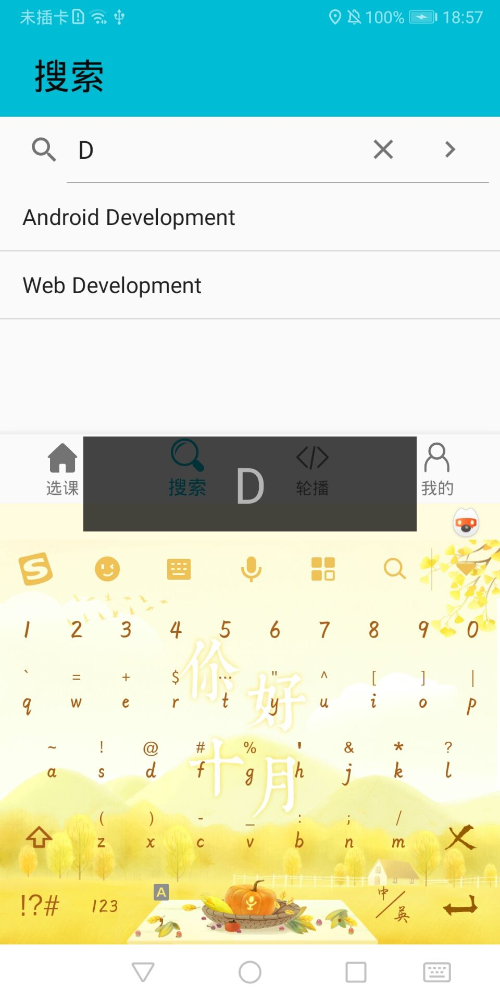 未插卡 100% 18:57
搜索
D
Android Development
Web Development
选课 搜索 轮播 我的
D
1 2 3 4 5 6 7 8 9 0
` = + $ … " ^ [ ] |
q w e r t y u i o p
~ ! @ # % ' & * ?
a s d f g h j k l
( ) - _ : ; /
z x c v b n m
你好
十月
!?# 123 A , . 中/英